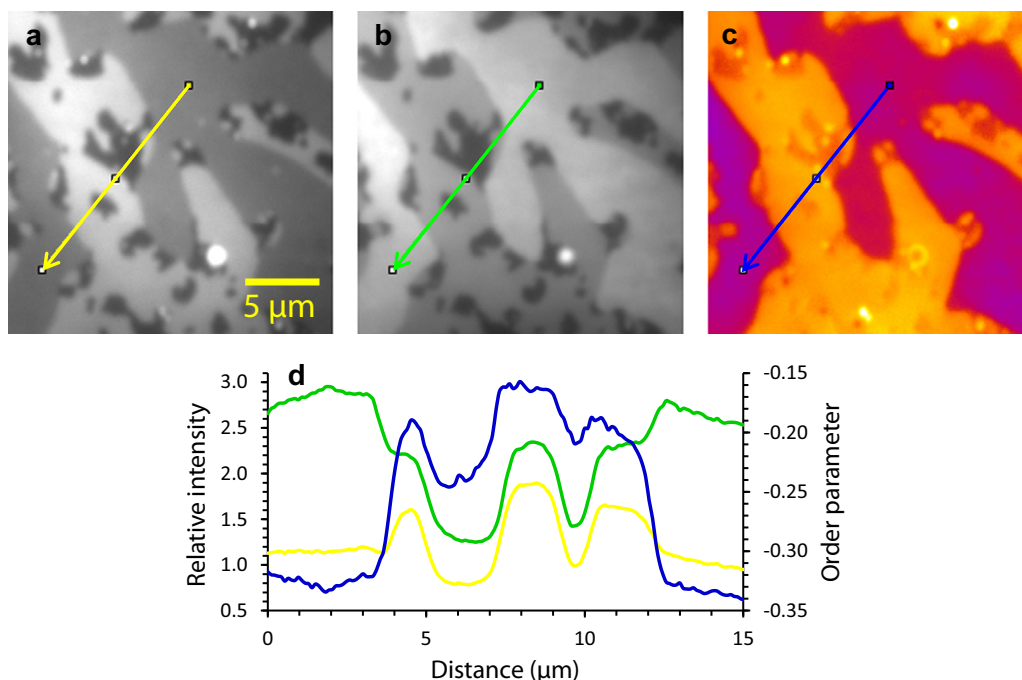 a
b
c
5 µm
d
3.0
2.5
2.0
1.5
1.0
0.5
Relative intensity
-0.15
-0.20
-0.25
-0.30
-0.35
Order parameter
0
5
10
15
Distance (µm)